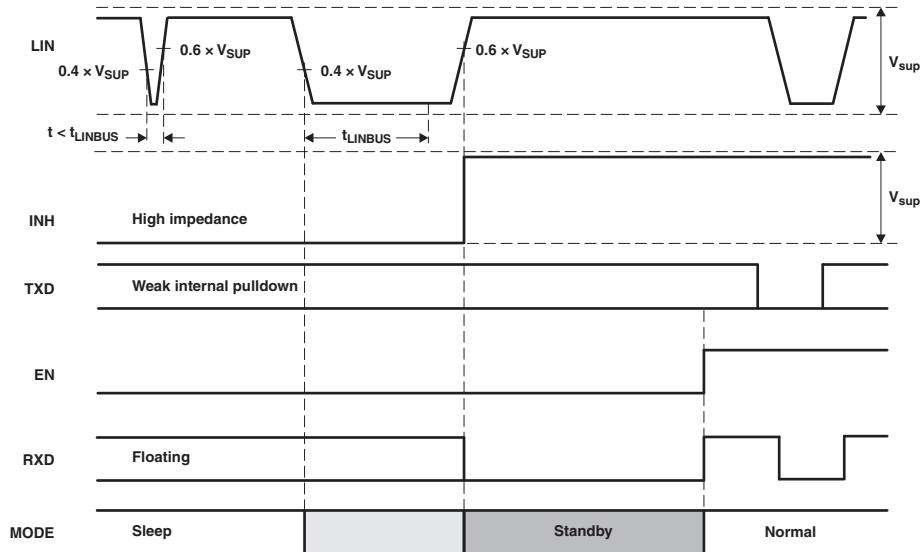 LIN
0.6 × VSUP
0.6 × VSUP
0.4 × VSUP
0.4 × VSUP
Vsup
t < tLINBUS
tLINBUS
INH
High impedance
Vsup
TXD
Weak internal pulldown
EN
RXD
Floating
MODE
Sleep
Standby
Normal